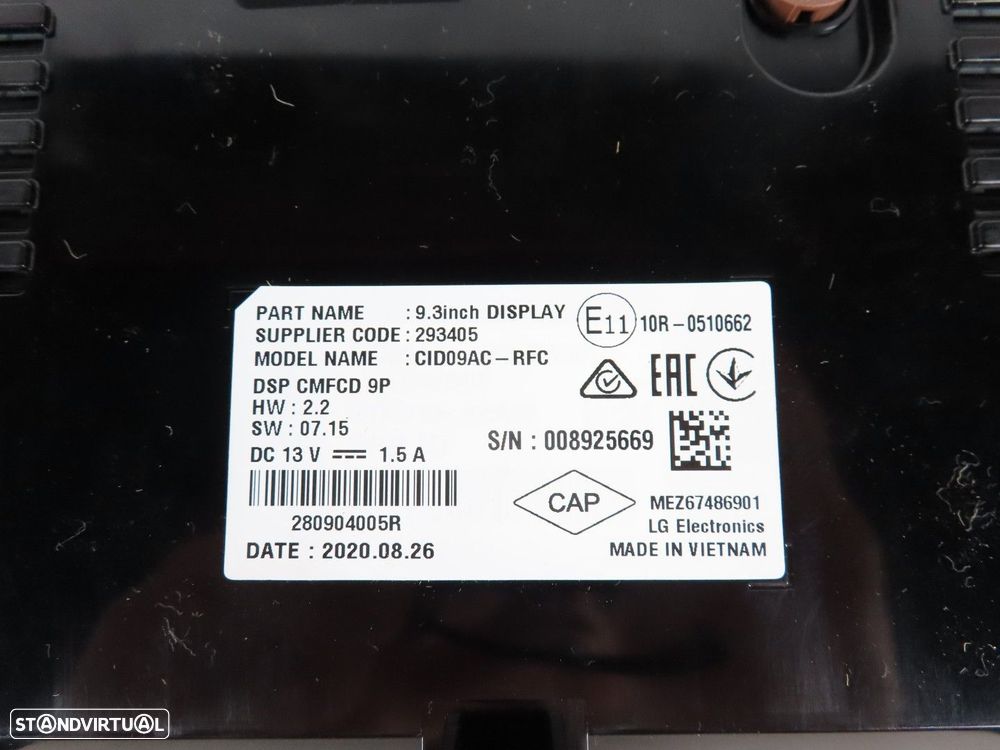 PART NAME : 9.3inch DISPLAY
SUPPLIER CODE : 293405
MODEL NAME : CID09AC-RFC
DSP CMFCD 9P
HW : 2.2
SW : 07.15
DC 13 V ⎓ 1.5 A
280904005R
DATE : 2020.08.26
E11 10R-0510662
EAC
S/N : 008925669
CAP
MEZ67486901
LG Electronics
MADE IN VIETNAM
STANDVIRTUAL